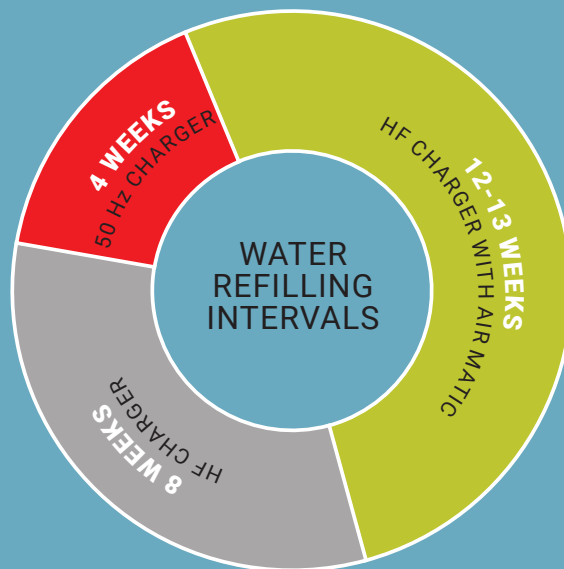 WATER
REFILLING
INTERVALS
4 WEEKS
50 Hz CHARGER
12-13 WEEKS
HF CHARGER WITH AIR MATIC
8 WEEKS
HF CHARGER